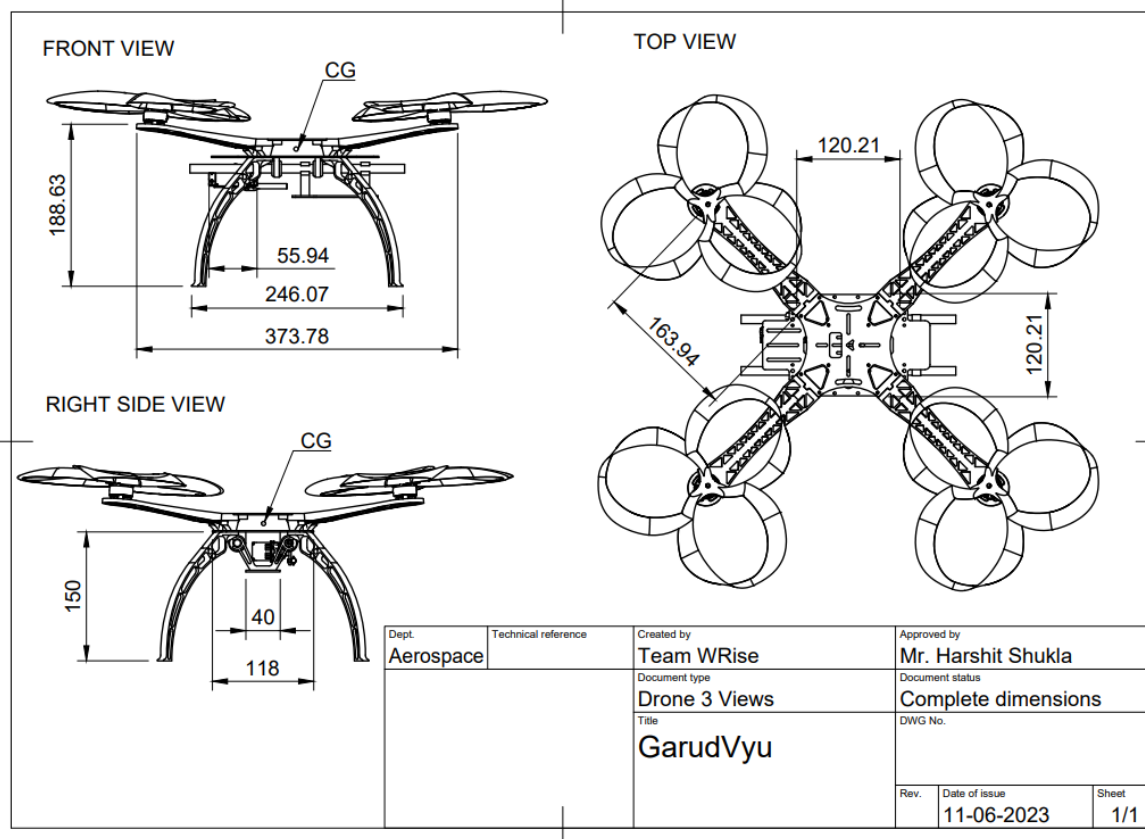 FRONT VIEW
CG
188.63
55.94
246.07
373.78
TOP VIEW
120.21
163.94
120.21
RIGHT SIDE VIEW
CG
150
40
118
Dept.
Aerospace
Technical reference
Created by
Team WRise
Approved by
Mr. Harshit Shukla
Document type
Drone 3 Views
Document status
Complete dimensions
Title
GarudVyu
DWG No.
Rev.
Date of issue
11-06-2023
Sheet
1/1